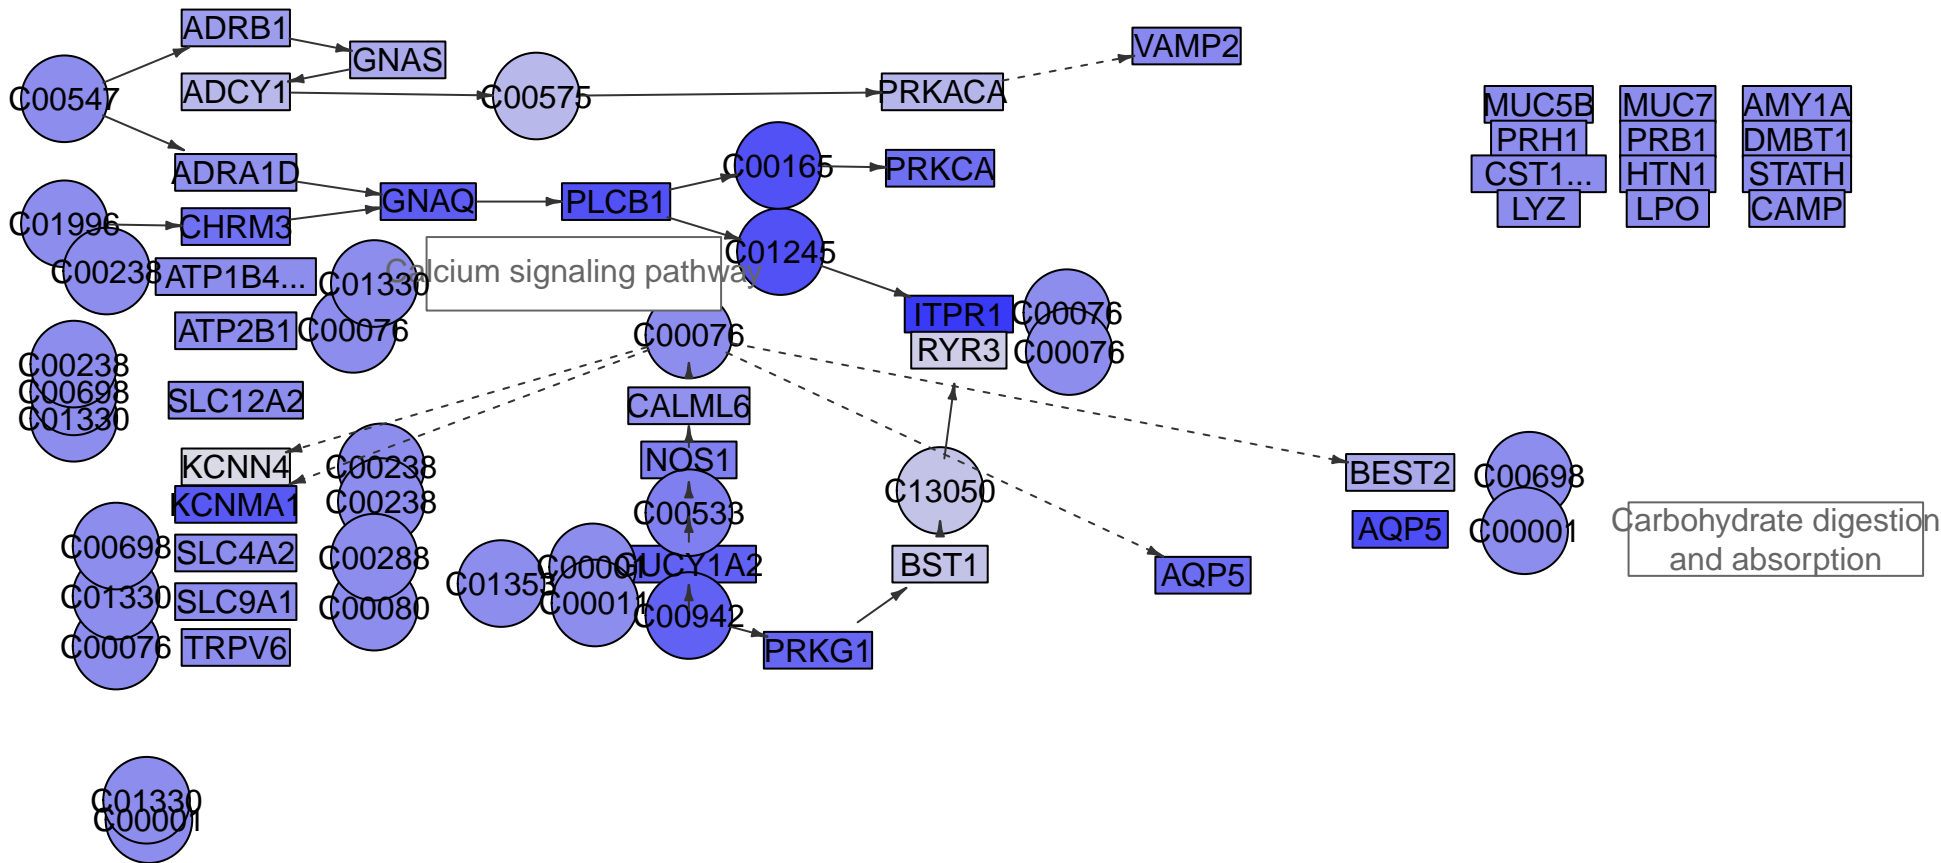 ADRB1
GNAS
VAMP2
C00547
ADCY1
C00575
PRKACA
MUC5B
MUC7
AMY1A
PRH1
PRB1
DMBT1
ADRA1D
C00165
PRKCA
CST1...
HTN1
STATH
GNAQ
PLCB1
LYZ
LPO
CAMP
C01996
CHRM3
C01245
C00238
ATP1B4...
C01330
Calcium signaling pathway
ATP2B1
C00076
C00076
ITPR1
C00076
RYR3
C00076
C00238
C00698
C01330
SLC12A2
CALML6
KCNN4
C00238
NOS1
BEST2
C00698
KCNMA1
C00238
C00533
C13050
AQP5
C00001
Carbohydrate digestion
and absorption
C00698
SLC4A2
C00288
C01353
C00001
GUCY1A2
BST1
AQP5
C01330
SLC9A1
C00080
C00011
C00942
C00076
TRPV6
PRKG1
C01330
C00001